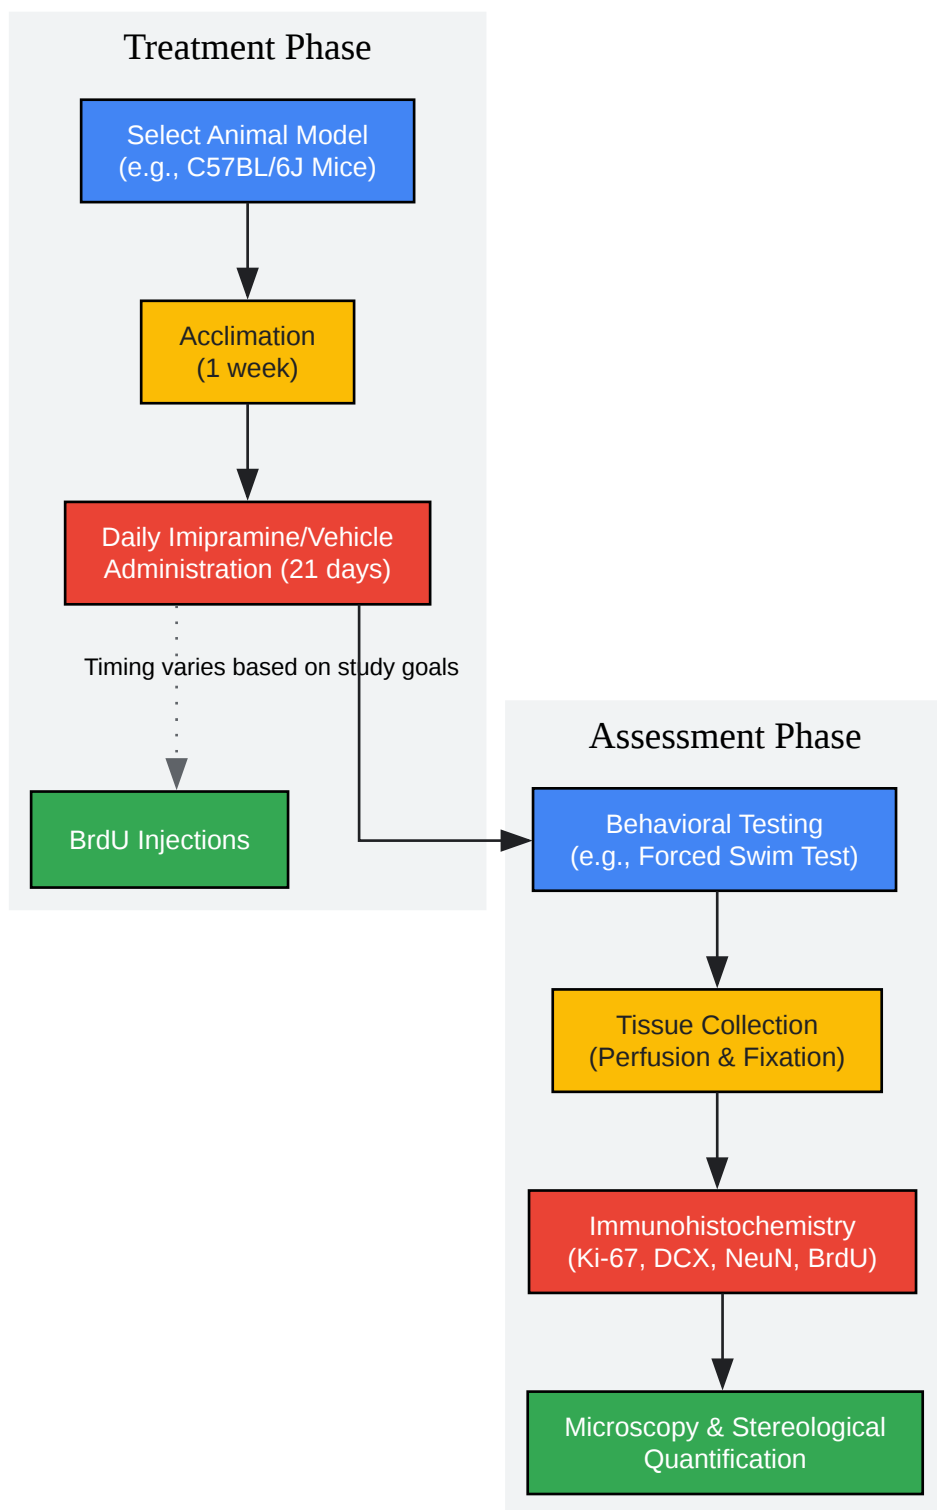 Treatment Phase
Select Animal Model
(e.g., C57BL/6J Mice)
Acclimation
(1 week)
Daily Imipramine/Vehicle
Administration (21 days)
Timing varies based on study goals
BrdU Injections
Assessment Phase
Behavioral Testing
(e.g., Forced Swim Test)
Tissue Collection
(Perfusion & Fixation)
Immunohistochemistry
(Ki-67, DCX, NeuN, BrdU)
Microscopy & Stereological
Quantification